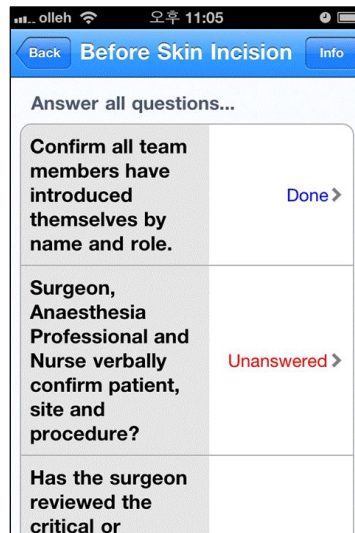 olleh 오후 11:05
Back Before Skin Incision Info
Answer all questions...
Confirm all team
members have
introduced
themselves by
name and role.
Done
Surgeon,
Anaesthesia
Professional and
Nurse verbally
confirm patient,
site and
procedure?
Unanswered
Has the surgeon
reviewed the
critical or